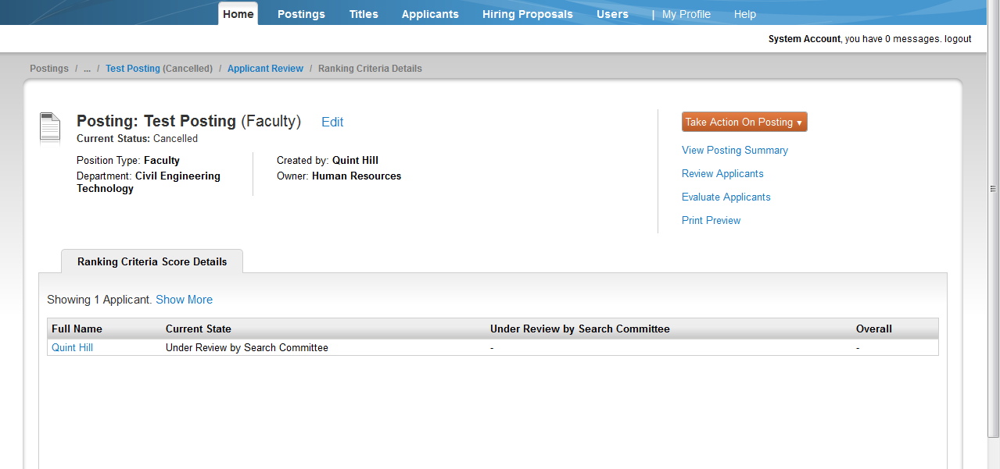 Home Postings Titles Applicants Hiring Proposals Users | My Profile Help
System Account, you have 0 messages. logout
Postings / ... / Test Posting (Cancelled) / Applicant Review / Ranking Criteria Details
Posting: Test Posting (Faculty) Edit
Current Status: Cancelled
Position Type: Faculty
Department: Civil Engineering
Technology
Created by: Quint Hill
Owner: Human Resources
Take Action On Posting ▼
View Posting Summary
Review Applicants
Evaluate Applicants
Print Preview
Ranking Criteria Score Details
Showing 1 Applicant. Show More
Full Name Current State Under Review by Search Committee Overall
Quint Hill Under Review by Search Committee - -